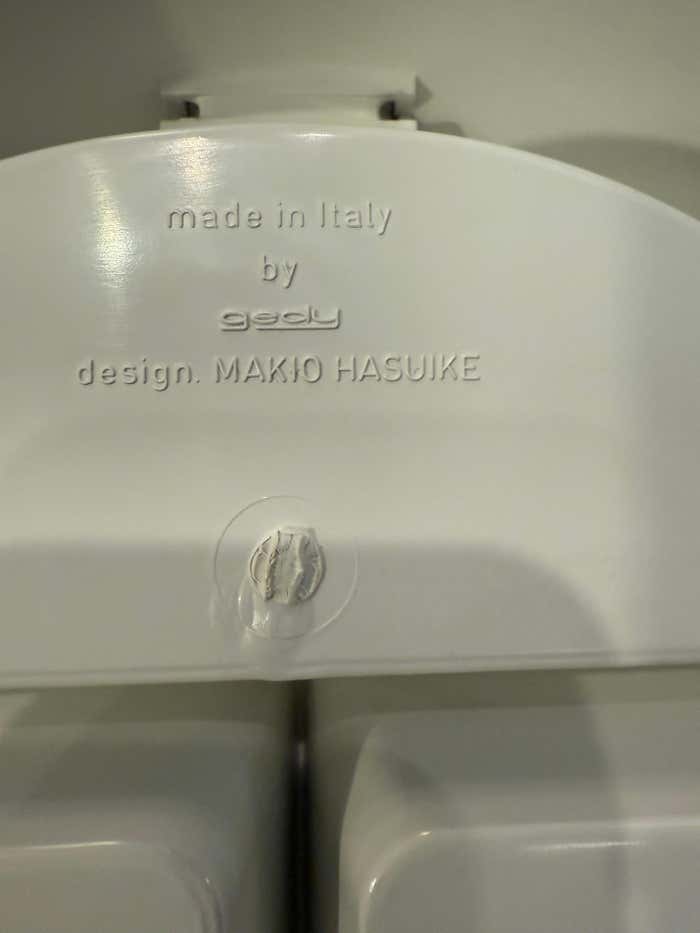 made in Italy
by
gedy
design. MAKIO HASUIKE